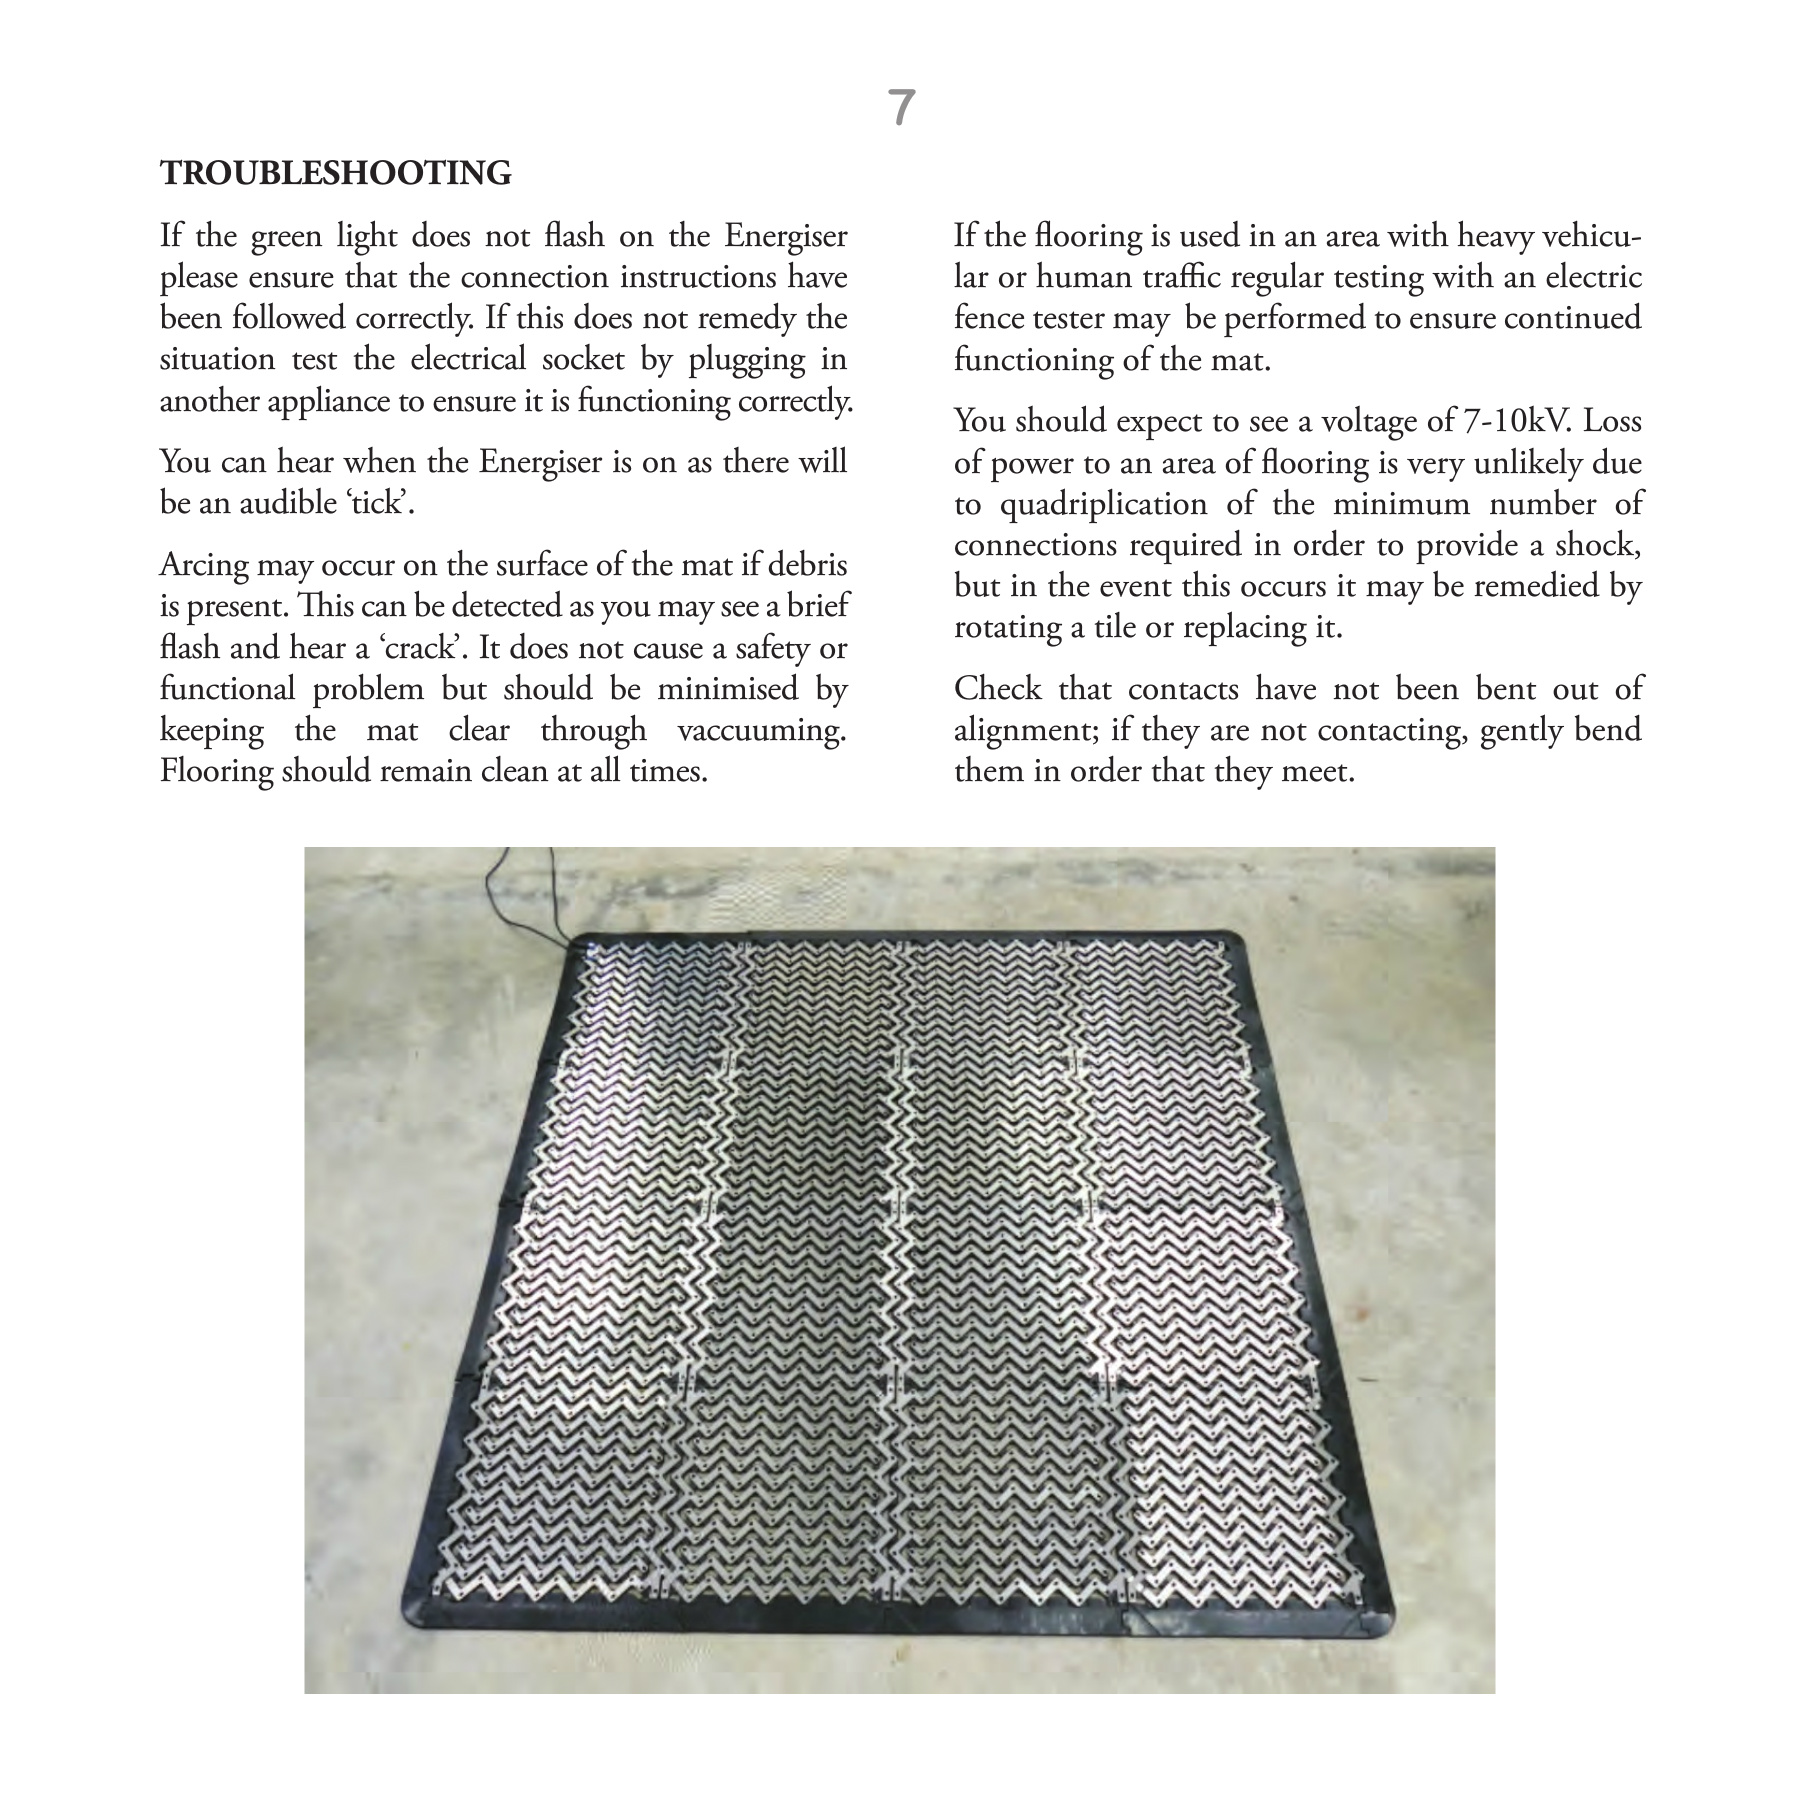 7
TROUBLESHOOTING
If the green light does not flash on the Energiser
please ensure that the connection instructions have
been followed correctly. If this does not remedy the
situation test the electrical socket by plugging in
another appliance to ensure it is functioning correctly.
You can hear when the Energiser is on as there will
be an audible ‘tick’.
Arcing may occur on the surface of the mat if debris
is present. This can be detected as you may see a brief
flash and hear a ‘crack’. It does not cause a safety or
functional problem but should be minimised by
keeping the mat clear through vaccuuming.
Flooring should remain clean at all times.
If the flooring is used in an area with heavy vehicu-
lar or human traffic regular testing with an electric
fence tester may  be performed to ensure continued
functioning of the mat.
You should expect to see a voltage of 7-10kV. Loss
of power to an area of flooring is very unlikely due
to quadriplication of the minimum number of
connections required in order to provide a shock,
but in the event this occurs it may be remedied by
rotating a tile or replacing it.
Check that contacts have not been bent out of
alignment; if they are not contacting, gently bend
them in order that they meet.